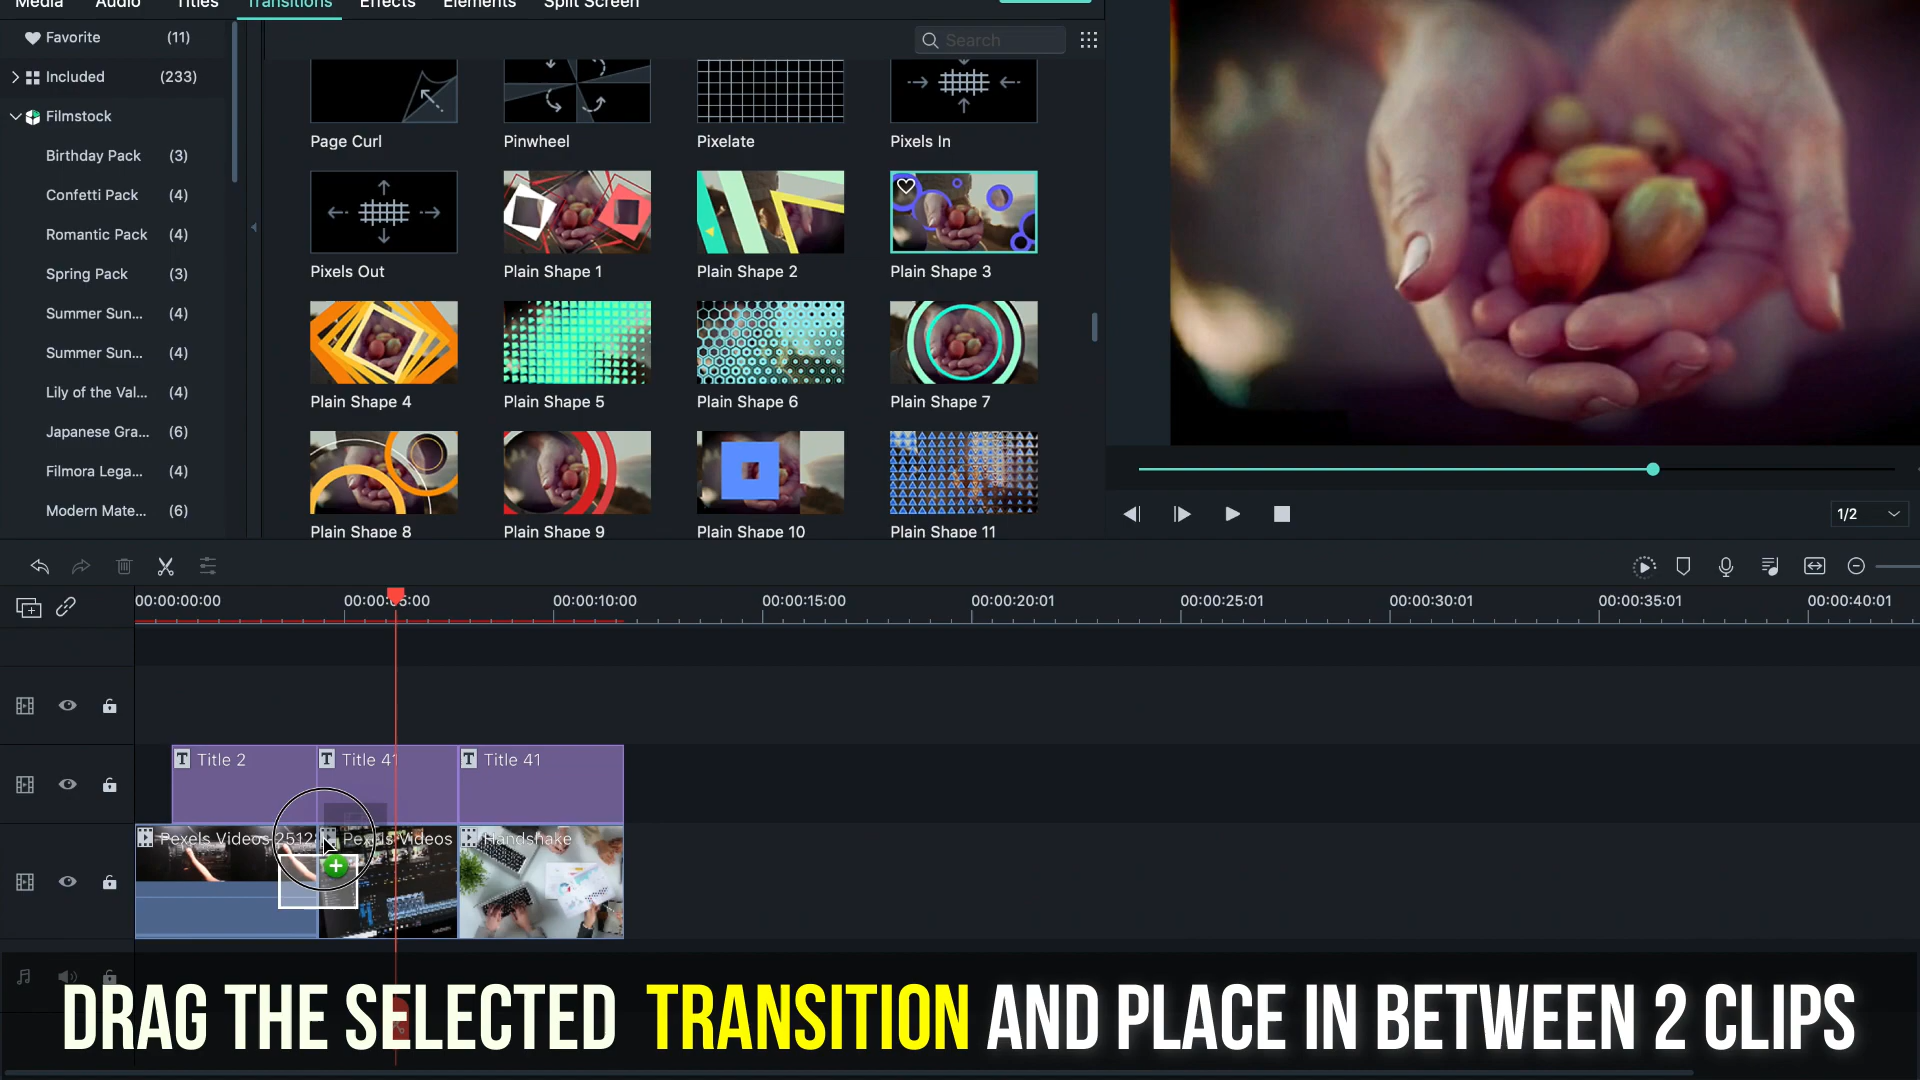 Media Audio Titles Transitions Effects Elements Split Screen
Favorite (11)
Search
Included (233)
Filmstock
Birthday Pack (3)
Confetti Pack (4)
Romantic Pack (4)
Spring Pack (3)
Summer Sun... (4)
Summer Sun... (4)
Lily of the Val... (4)
Japanese Gra... (6)
Filmora Lega... (4)
Modern Mate... (6)
Page Curl Pinwheel Pixelate Pixels In
Pixels Out Plain Shape 1 Plain Shape 2 Plain Shape 3
Plain Shape 4 Plain Shape 5 Plain Shape 6 Plain Shape 7
Plain Shape 8 Plain Shape 9 Plain Shape 10 Plain Shape 11
1/2
00:00:00:00 00:00:05:00 00:00:10:00 00:00:15:00 00:00:20:01 00:00:25:01 00:00:30:01 00:00:35:01 00:00:40:01
T Title 2 T Title 41 T Title 41
Pexels Videos 2512 Pexels Videos Handshake
DRAG THE SELECTED TRANSITION AND PLACE IN BETWEEN 2 CLIPS